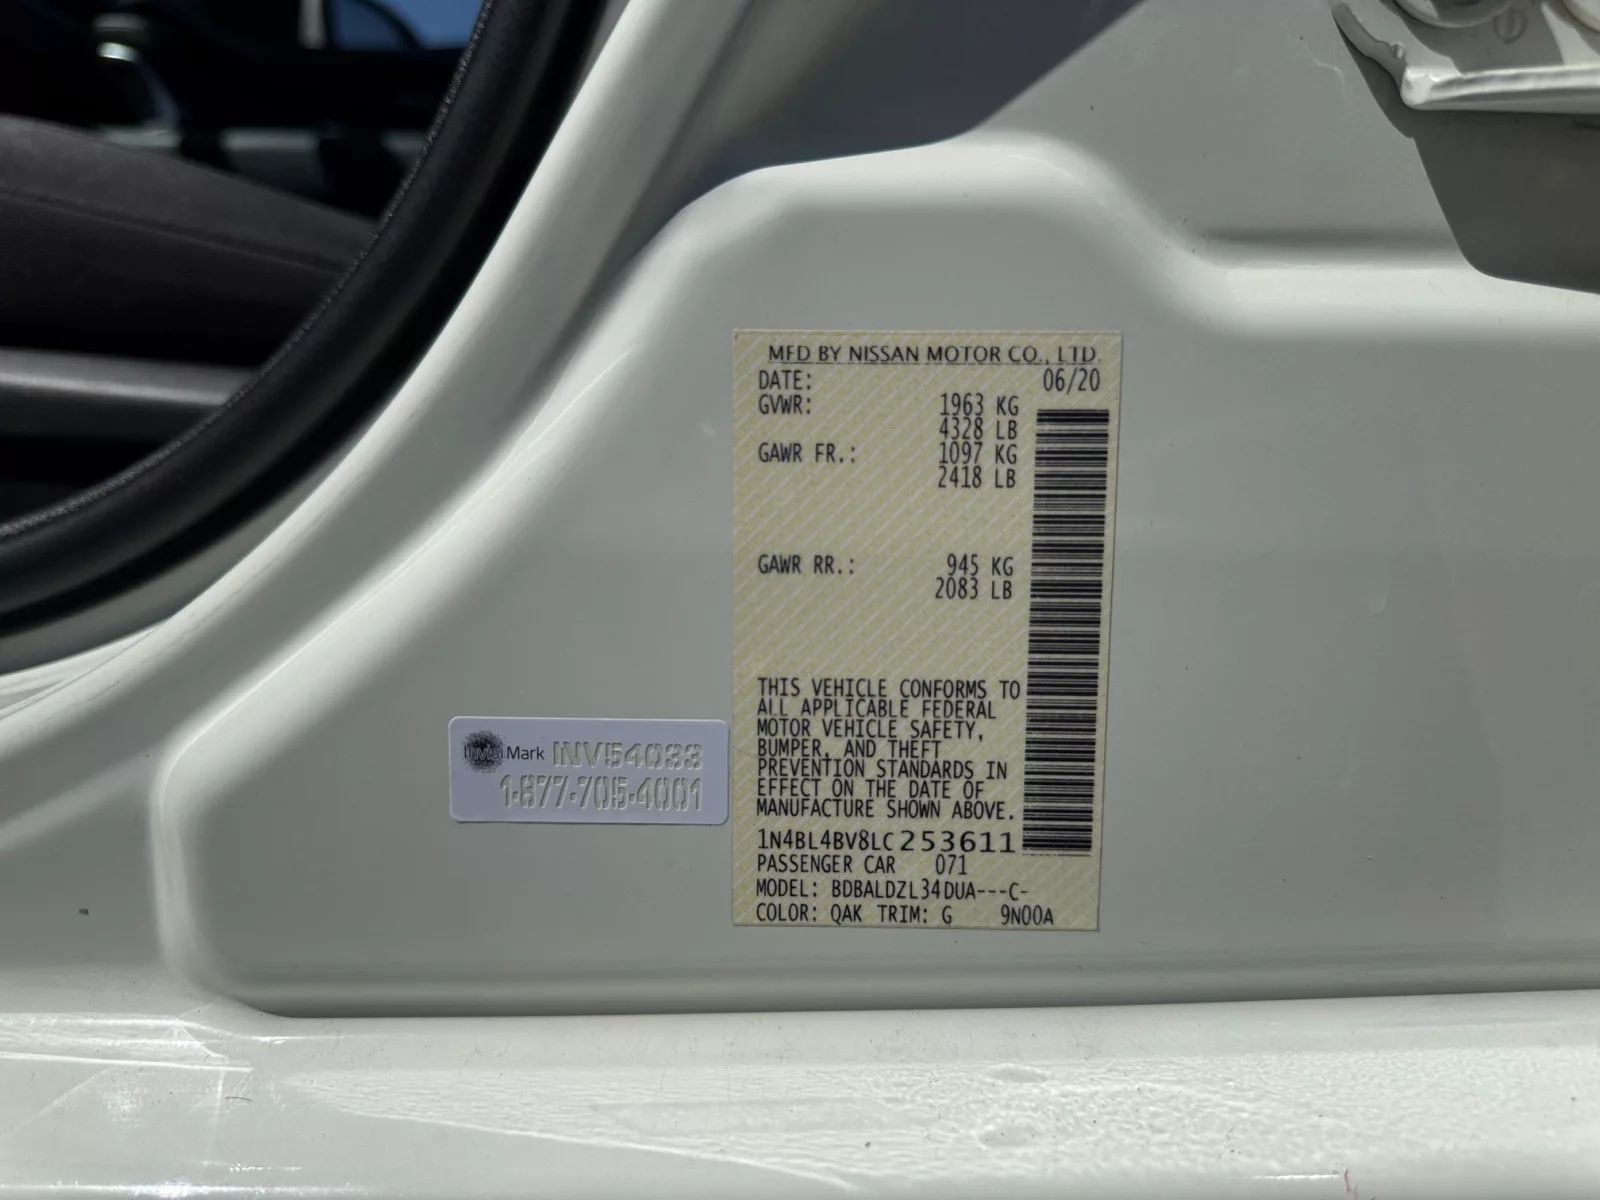 MFD BY NISSAN MOTOR CO., LTD.
DATE: 06/20
GVWR: 1963 KG
4328 LB
GAWR FR.: 1097 KG
2418 LB
GAWR RR.: 945 KG
2083 LB
THIS VEHICLE CONFORMS TO
ALL APPLICABLE FEDERAL
MOTOR VEHICLE SAFETY,
BUMPER, AND THEFT
PREVENTION STANDARDS IN
EFFECT ON THE DATE OF
MANUFACTURE SHOWN ABOVE.
1N4BL4BV8LC253611
PASSENGER CAR 071
MODEL: BDBALDZL34DUA---C-
COLOR: QAK TRIM: G 9N00A
InvisiMark INV54033
1-877-705-4001